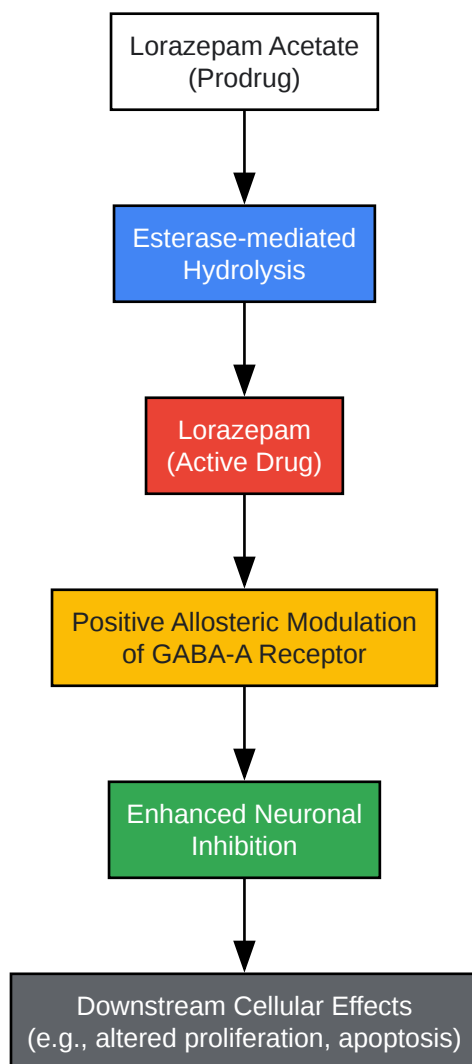 Lorazepam Acetate
(Prodrug)
Esterase-mediated
Hydrolysis
Lorazepam
(Active Drug)
Positive Allosteric Modulation
of GABA-A Receptor
Enhanced Neuronal
Inhibition
Downstream Cellular Effects
(e.g., altered proliferation, apoptosis)